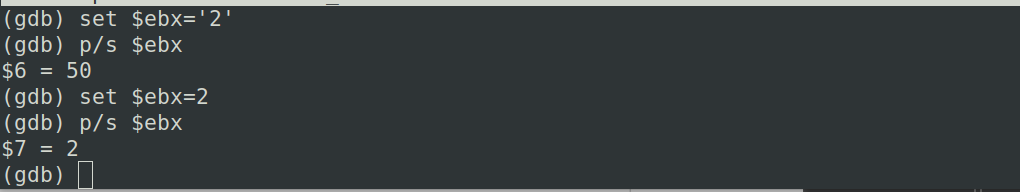 (gdb) set $ebx='2'
(gdb) p/s $ebx
$6 = 50
(gdb) set $ebx=2
(gdb) p/s $ebx
$7 = 2
(gdb)